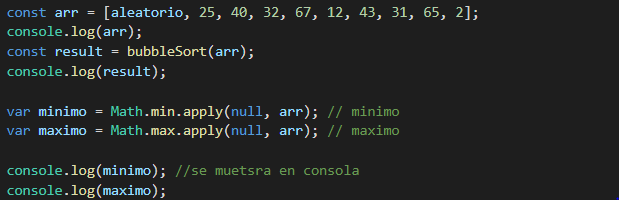 const arr = [aleatorio, 25, 40, 32, 67, 12, 43, 31, 65, 2];
console.log(arr);
const result = bubbleSort(arr);
console.log(result);
var minimo = Math.min.apply(null, arr); // minimo
var maximo = Math.max.apply(null, arr); // maximo
console.log(minimo); //se muetsra en consola
console.log(maximo);